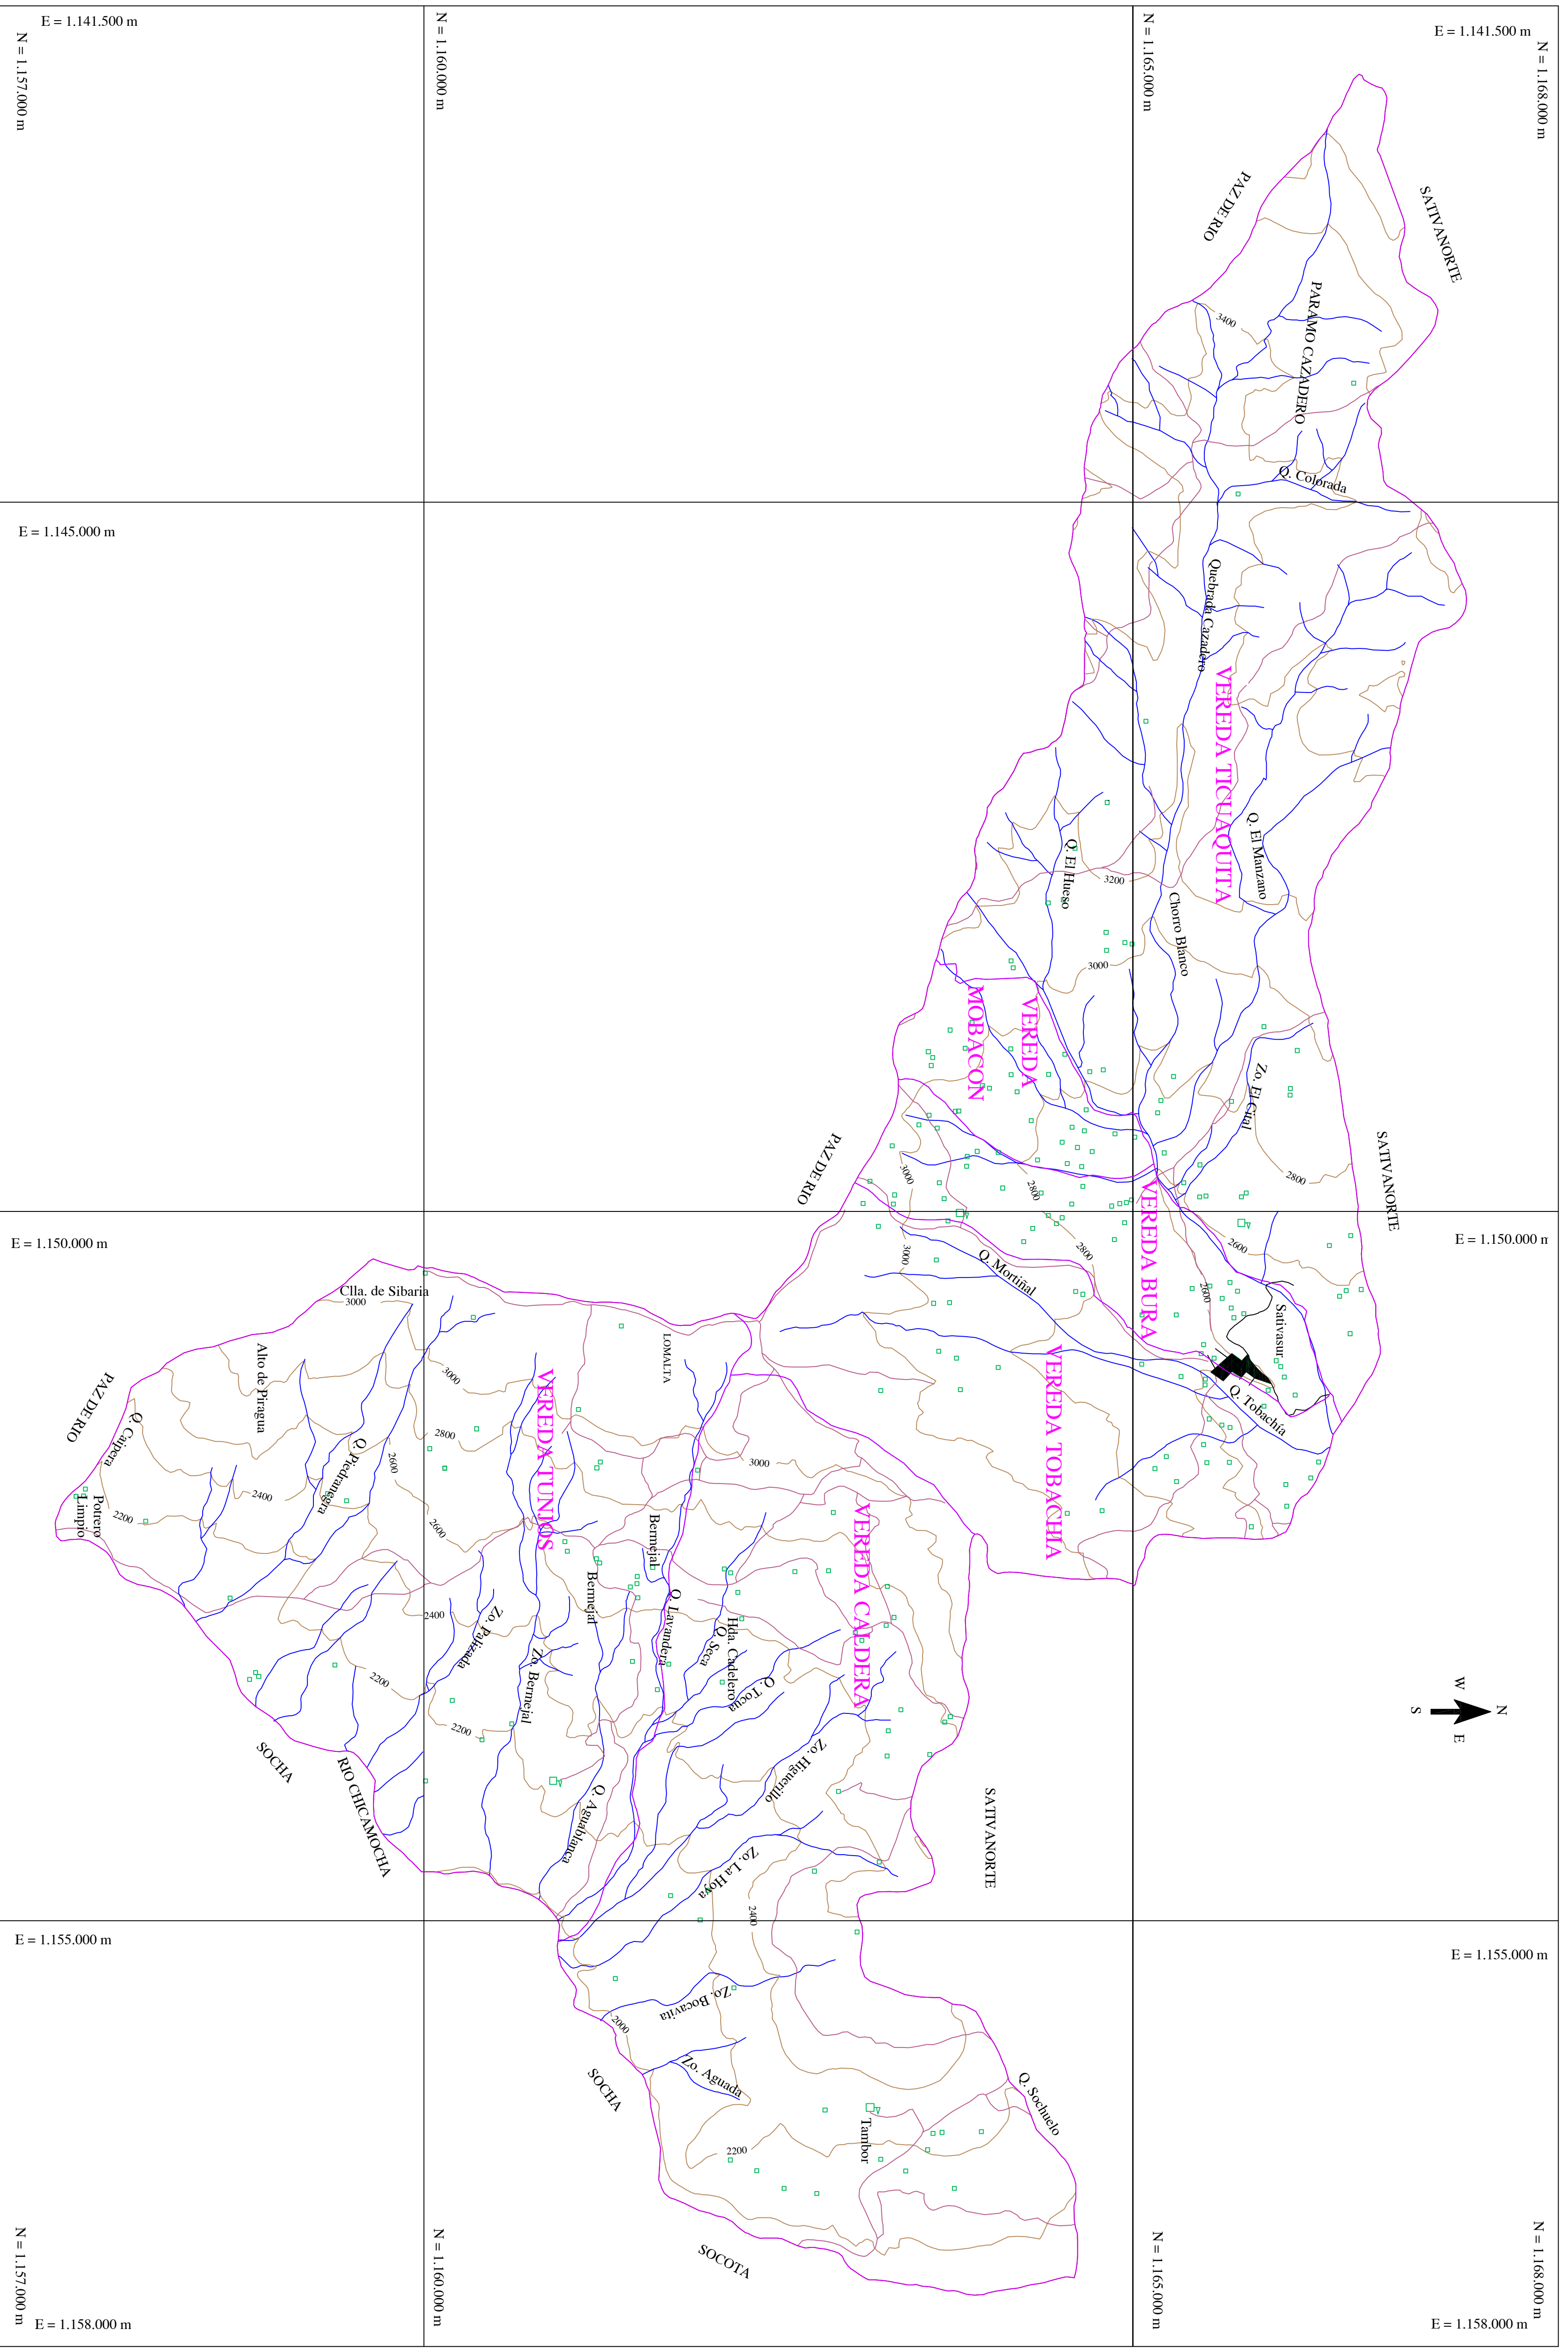 E = 1.141.500 m
E = 1.141.500 m
N = 1.157.000 m
N = 1.160.000 m
N = 1.165.000 m
N = 1.168.000 m
PAZ DE RIO
SATIVANORTE
3400
PARAMO CAZADERO
Q. Colorada
E = 1.145.000 m
Quebrada Cazadero
VEREDA TICUAQUITA
Q. El Manzano
Q. El Hueso
3200
Chorro Blanco
3000
VEREDA
MOBACON
Zo. El Cital
PAZ DE RIO
SATIVANORTE
3000
2800
2800
VEREDA BURA
E = 1.150.000 m
E = 1.150.000 m
3000
2800
2600
Q. Mortiñal
2600
Sativasur
Clla. de Sibaria
3000
LOMALTA
Alto de Piragua
3000
VEREDA TUNJOS
VEREDA TOBACHÍA
Q. Tobachía
PAZ DE RIO
Q. Caipera
Q. Piedranegra
2800
2600
3000
2400
Potrero
Limpio
2200
2600
VEREDA CALDERA
Bermejal
Bermejal
2400
Zo. Palizada
Zo. Bermejal
Q. Lavandera
Q. Seca
Hda. Cadelero
Q. Tocua
2200
2200
W
N
S
E
SOCHA
RIO CHICAMOCHA
Zo. Higuerillo
Q. Aguablanca
SATIVANORTE
Zo. La Hoya
2400
E = 1.155.000 m
E = 1.155.000 m
Zo. Bocavita
2000
SOCHA
Zo. Aguada
Q. Sochuelo
Tambor
2200
SOCOTA
N = 1.157.000 m
N = 1.160.000 m
N = 1.165.000 m
N = 1.168.000 m
E = 1.158.000 m
E = 1.158.000 m